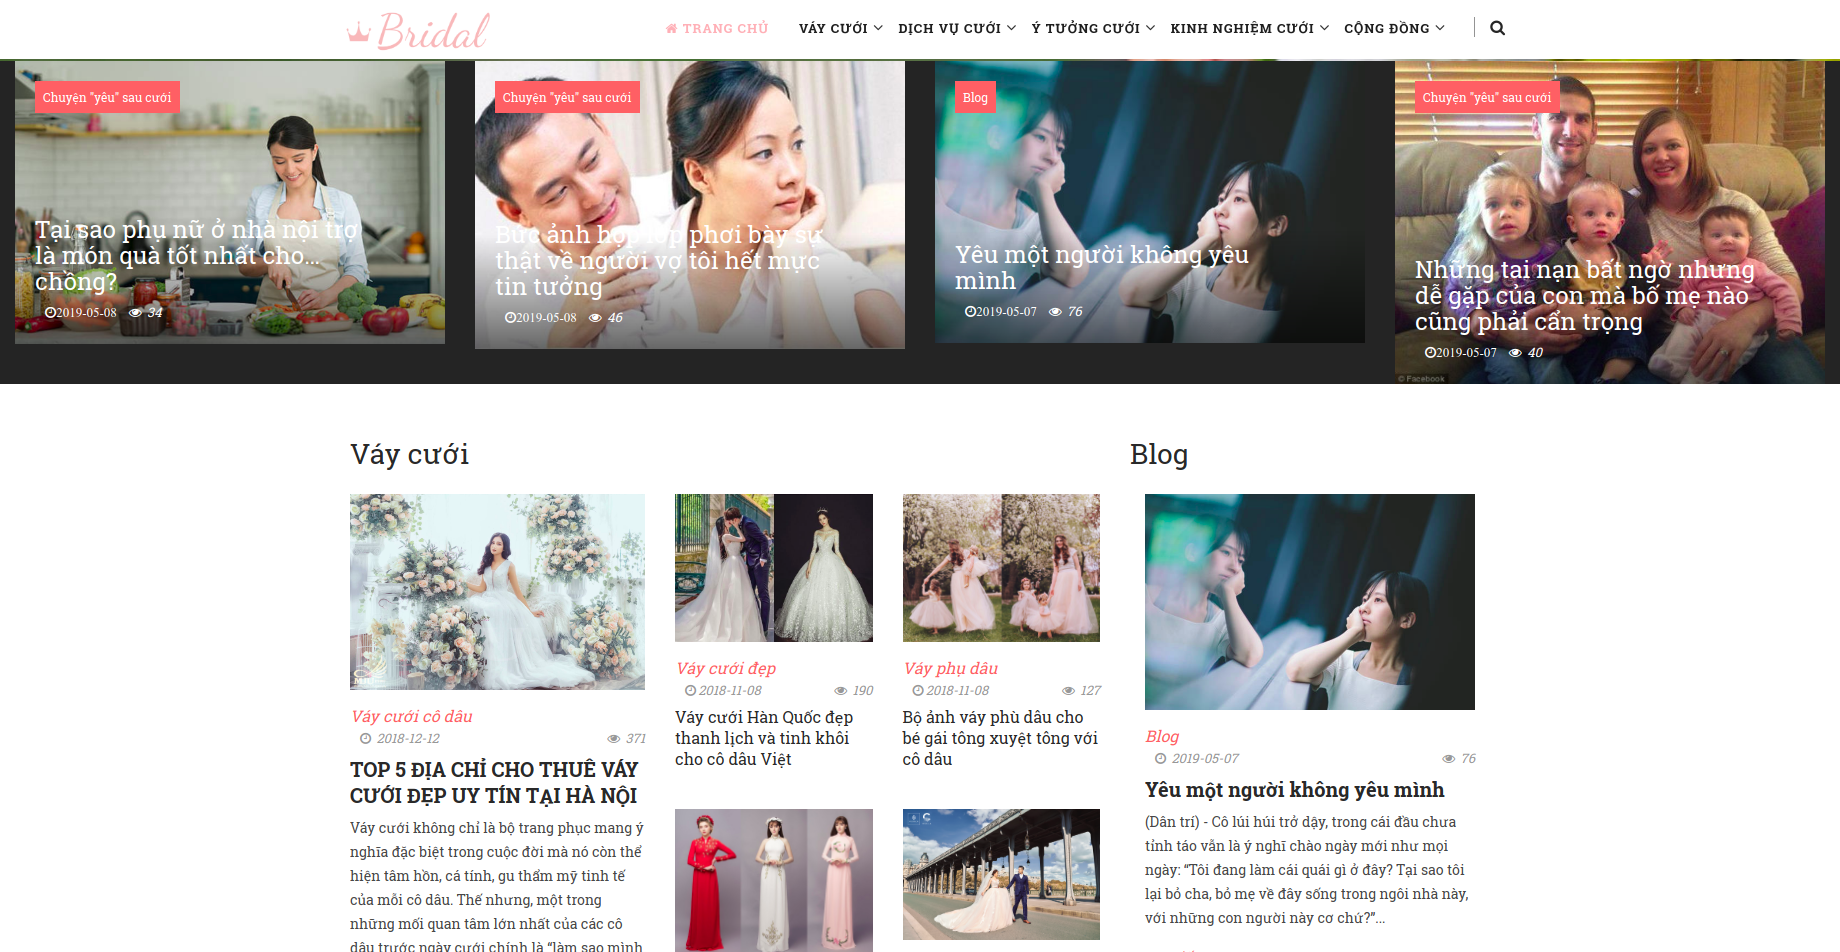 Bridal
TRANG CHỦ
VÁY CƯỚI
DỊCH VỤ CƯỚI
Ý TƯỞNG CƯỚI
KINH NGHIỆM CƯỚI
CỘNG ĐỒNG
Chuyện "yêu" sau cưới
Tại sao phụ nữ ở nhà nội trợ
là món quà tốt nhất cho...
chồng?
2019-05-08 34
Chuyện "yêu" sau cưới
Bức ảnh họp lớp phơi bày sự
thật về người vợ tôi hết mực
tin tưởng
2019-05-08 46
Blog
Yêu một người không yêu
mình
2019-05-07 76
Chuyện "yêu" sau cưới
Những tai nạn bất ngờ nhưng
dễ gặp của con mà bố mẹ nào
cũng phải cẩn trọng
2019-05-07 40
© Facebook
Váy cưới
Váy cưới cô dâu
2018-12-12 371
TOP 5 ĐỊA CHỈ CHO THUÊ VÁY
CƯỚI ĐẸP UY TÍN TẠI HÀ NỘI
Váy cưới không chỉ là bộ trang phục mang ý
nghĩa đặc biệt trong cuộc đời mà nó còn thể
hiện tâm hồn, cá tính, gu thẩm mỹ tinh tế
của mỗi cô dâu. Thế nhưng, một trong
những mối quan tâm lớn nhất của các cô
dâu trước ngày cưới chính là “làm sao mình
Váy cưới đẹp
2018-11-08 190
Váy cưới Hàn Quốc đẹp
thanh lịch và tinh khôi
cho cô dâu Việt
Váy phụ dâu
2018-11-08 127
Bộ ảnh váy phù dâu cho
bé gái tông xuyệt tông với
cô dâu
Blog
Blog
2019-05-07 76
Yêu một người không yêu mình
(Dân trí) - Cô lúi húi trở dậy, trong cái đầu chưa
tỉnh táo vẫn là ý nghĩ chào ngày mới như mọi
ngày: “Tôi đang làm cái quái gì ở đây? Tại sao tôi
lại bỏ cha, bỏ mẹ về đây sống trong ngôi nhà này,
với những con người này cơ chứ?”...